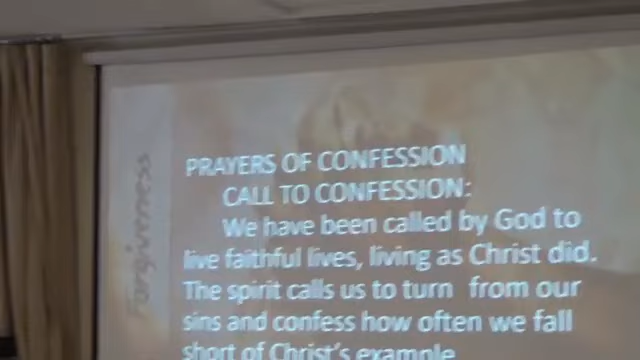 Forgiveness
PRAYERS OF CONFESSION
CALL TO CONFESSION:
We have been called by God to
live faithful lives, living as Christ did.
The spirit calls us to turn from our
sins and confess how often we fall
short of Christ's example